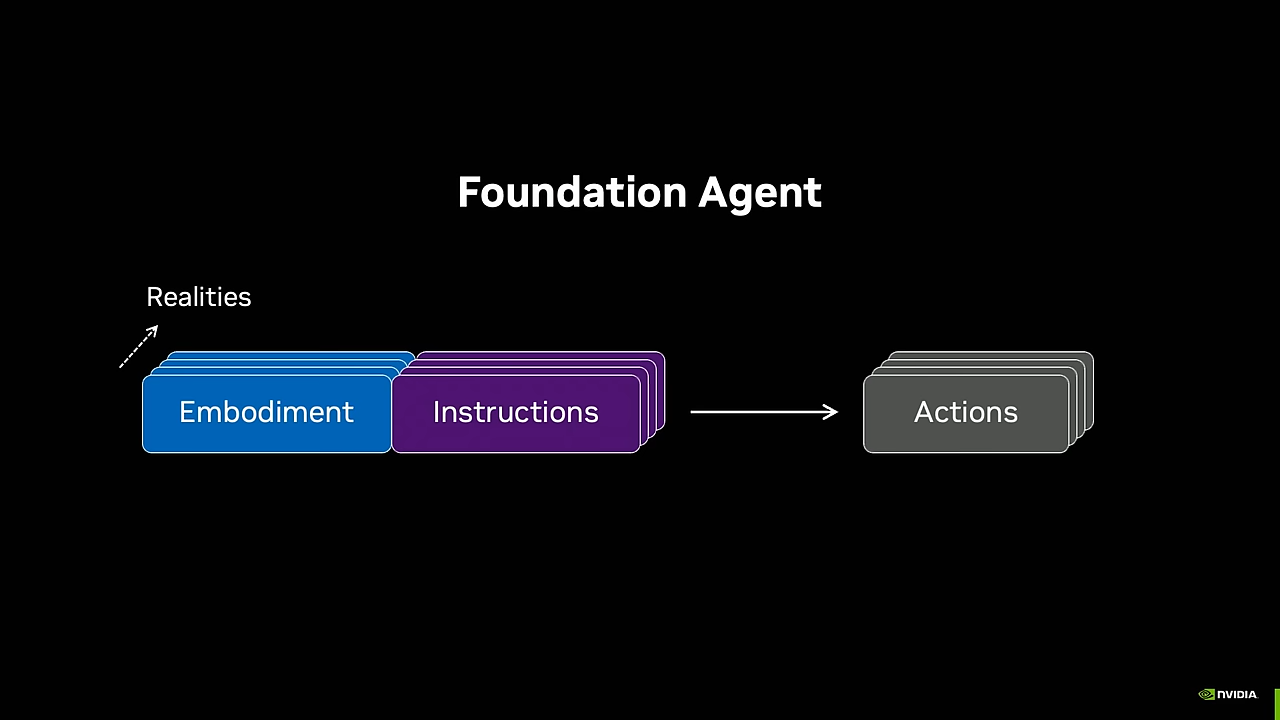 Foundation Agent
Realities
Embodiment
Instructions
Actions
NVIDIA